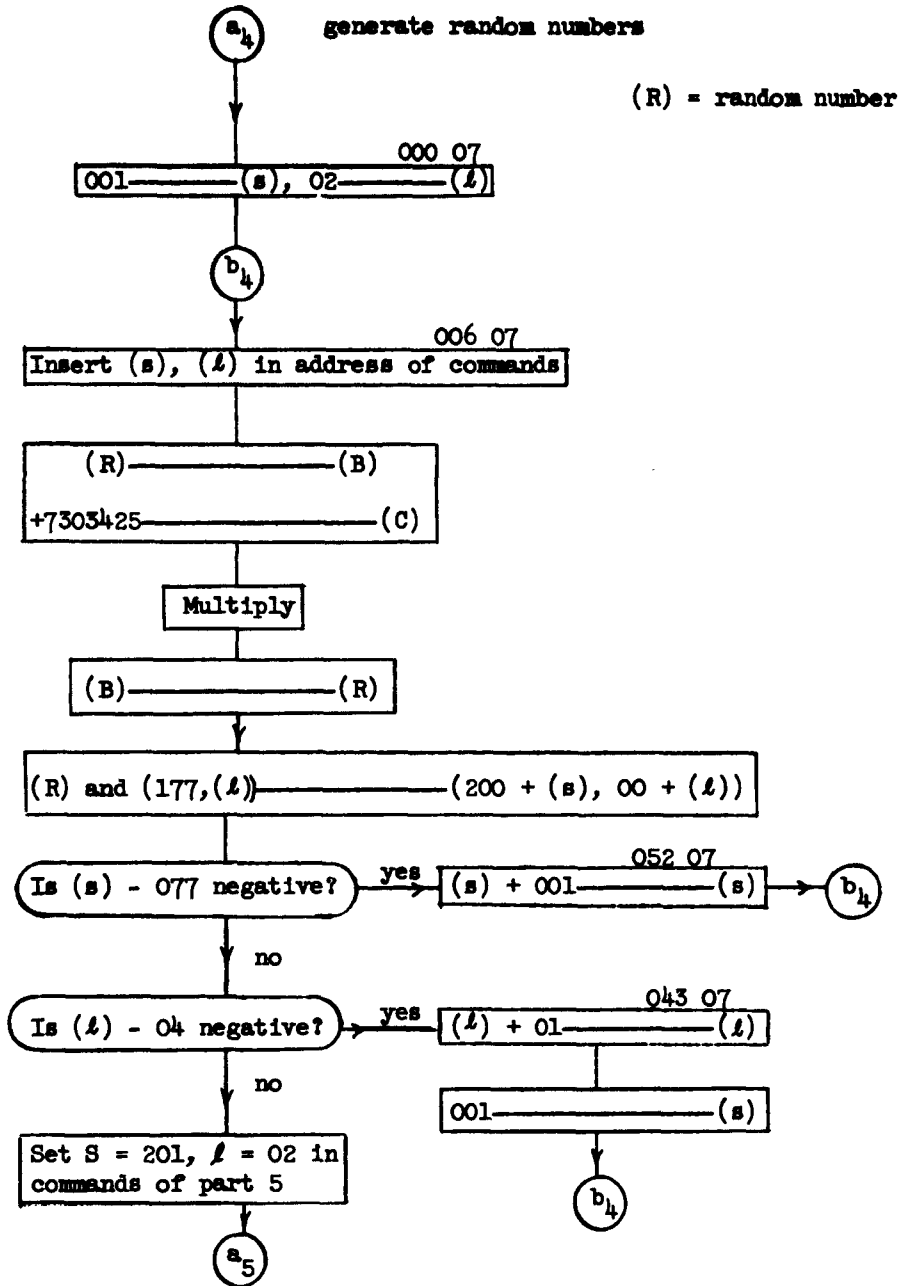 a4 generate random numbers
(R) = random number
000 07
001 (s), 02 (ℓ)
b4
006 07
Insert (s), (ℓ) in address of commands
(R) (B)
+7303425 (C)
Multiply
(B) (R)
(R) and (177,(ℓ)) (200 + (s), 00 + (ℓ))
052 07
Is (s) - 077 negative? yes (s) + 001 (s) b4
no
043 07
Is (ℓ) - 04 negative? yes (ℓ) + 01 (ℓ)
no
001 (s)
Set S = 201, ℓ = 02 in
commands of part 5
b4
a5